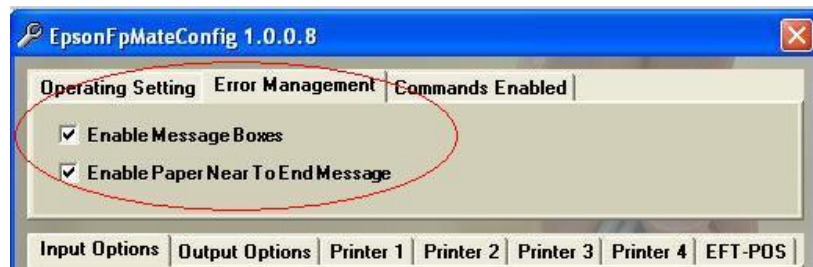 EpsonFpMateConfig 1.0.0.8
Operating Setting Error Management Commands Enabled
Enable Message Boxes
Enable Paper Near To End Message
Input Options Output Options Printer 1 Printer 2 Printer 3 Printer 4 EFT-POS